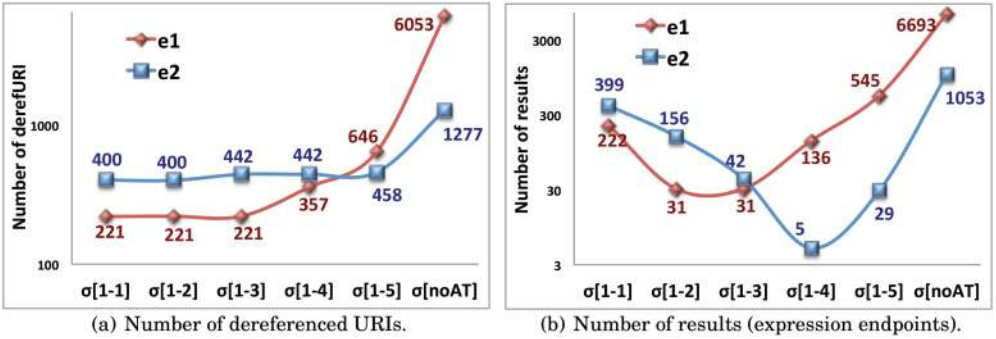 6053
e1
e2
Number of derefURI
1000
646
400 400 442 442
1277
357
458
221 221 221
100
σ[1-1] σ[1-2] σ[1-3] σ[1-4] σ[1-5] σ[noAT]
(a) Number of dereferenced URIs.
6693
e1
e2
Number of results
3000
545
399
1053
300
156
222
136
42
30
31 31
29
5
3
σ[1-1] σ[1-2] σ[1-3] σ[1-4] σ[1-5] σ[noAT]
(b) Number of results (expression endpoints).